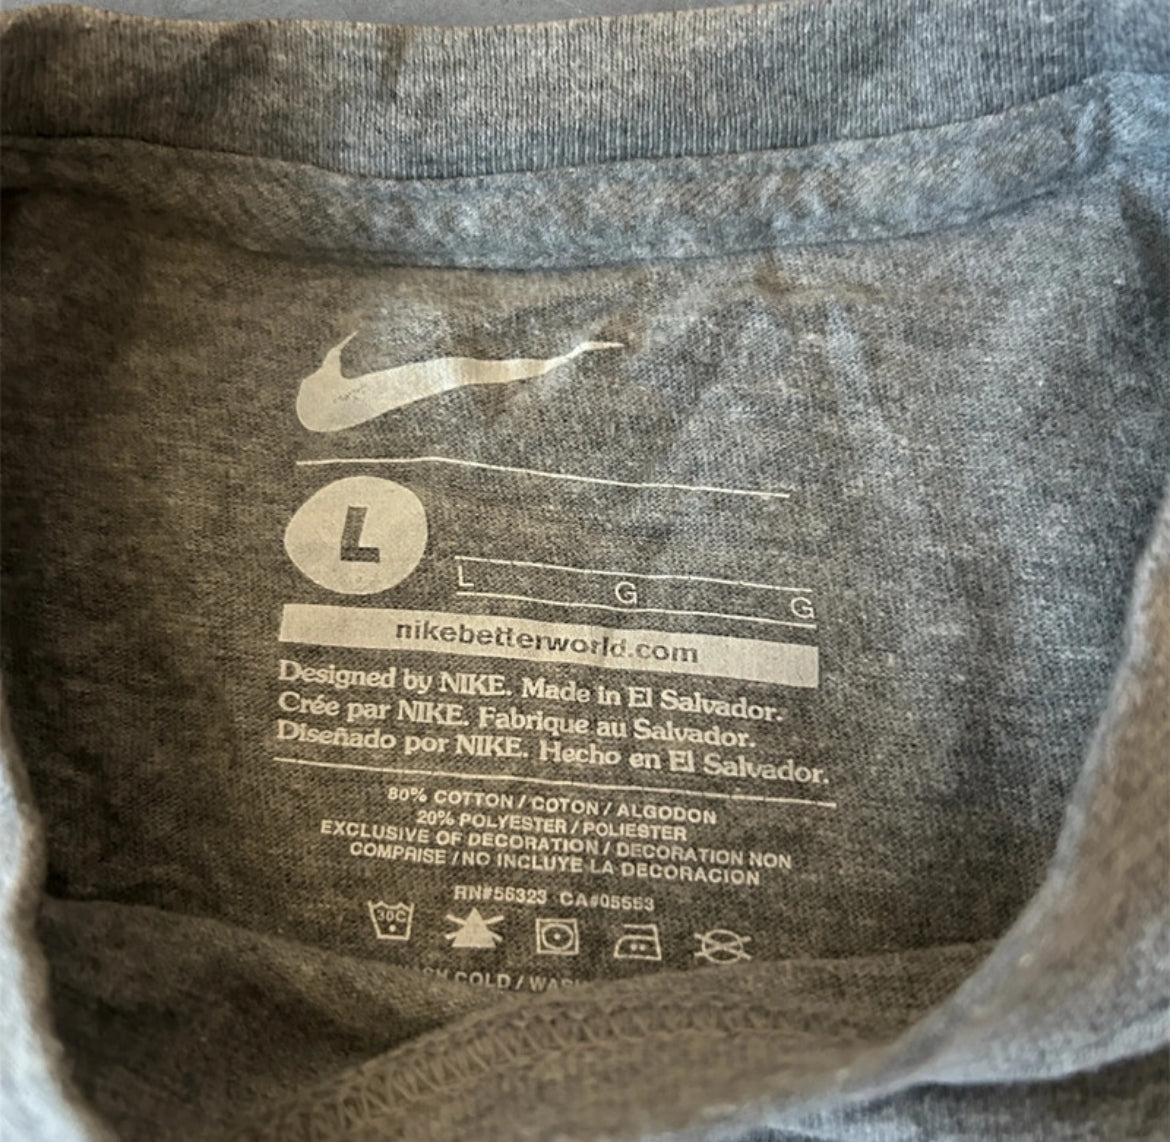 L
L G G
nikebetterworld.com
Designed by NIKE. Made in El Salvador.
Crée par NIKE. Fabrique au Salvador.
Diseñado por NIKE. Hecho en El Salvador.
80% COTTON / COTON / ALGODON
20% POLYESTER / POLIESTER
EXCLUSIVE OF DECORATION / DECORATION NON
COMPRISE / NO INCLUYE LA DECORACION
RN#56323 CA#05553
30C
COLD /